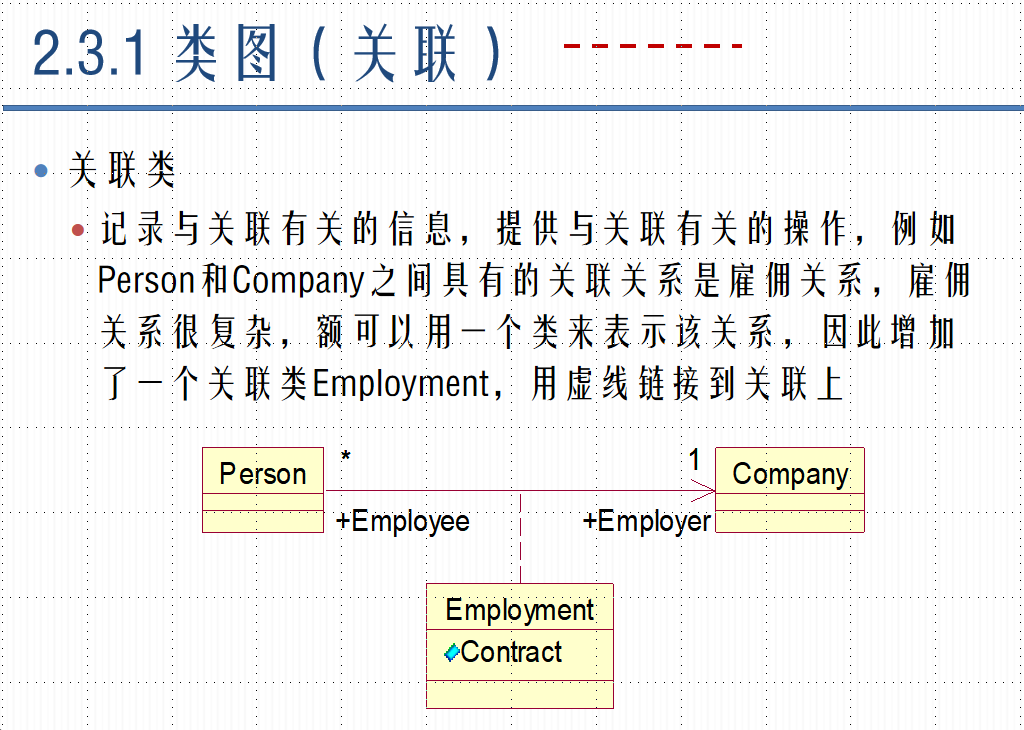 2.3.1 类图（关联）
关联类
记录与关联有关的信息，提供与关联有关的操作，例如
Person和Company之间具有的关联关系是雇佣关系，雇佣
关系很复杂，额可以用一个类来表示该关系，因此增加
了一个关联类Employment，用虚线链接到关联上
* 1
Person Company
+Employee +Employer
Employment
Contract